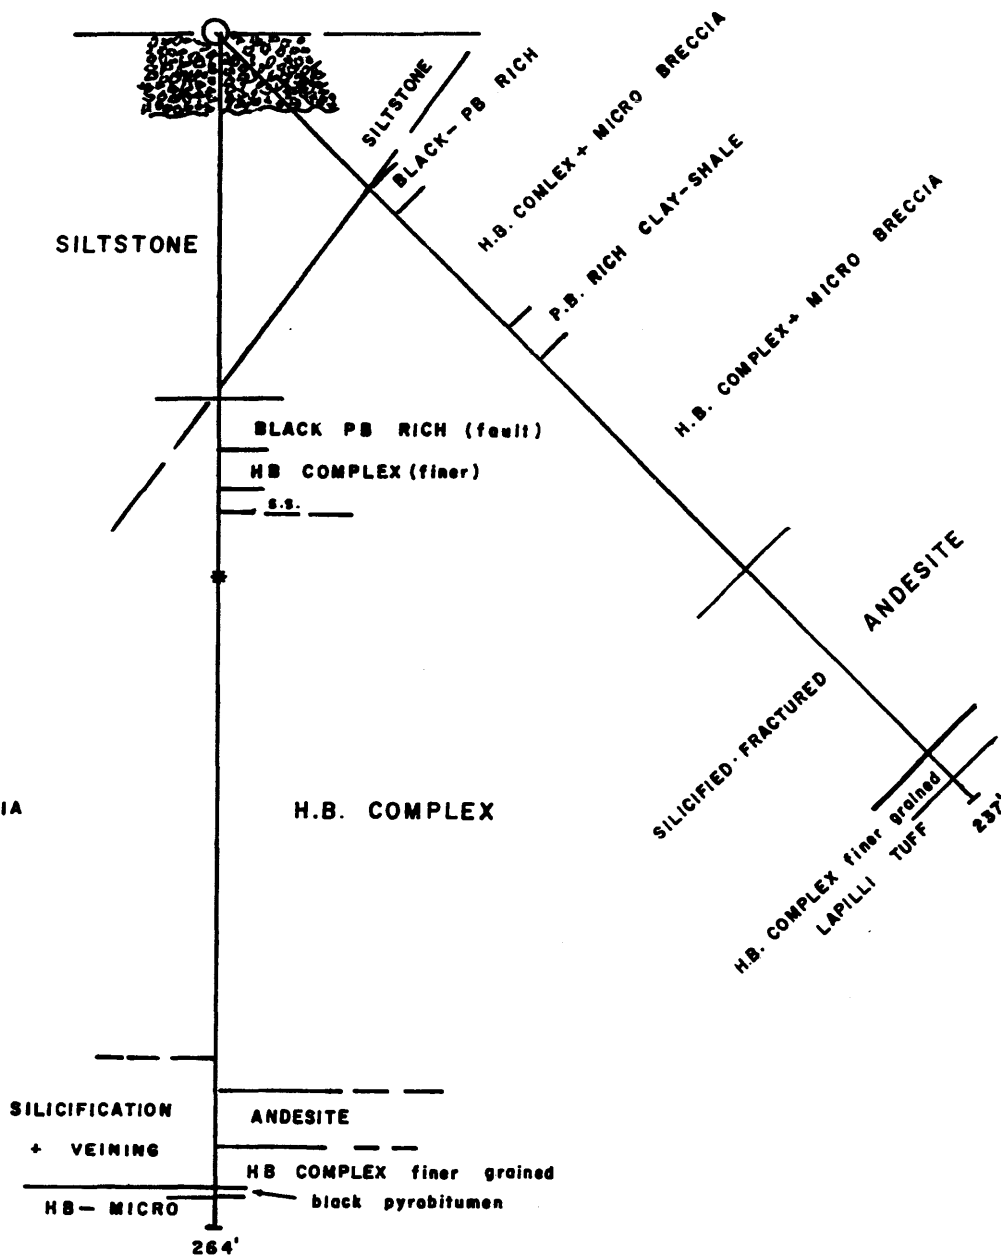 SILTSTONE
BLACK- PB RICH
H.B. COMLEX + MICRO BRECCIA
P.B. RICH CLAY-SHALE
H.B. COMPLEX + MICRO BRECCIA
SILTSTONE
BLACK PB RICH (fault)
HB COMPLEX (finer)
S.S.
ANDESITE
SILICIFIED · FRACTURED
H.B. COMPLEX finer grained
LAPILLI TUFF
237'
IA
H.B. COMPLEX
SILICIFICATION
+ VEINING
ANDESITE
HB COMPLEX finer grained
black pyrobitumen
HB- MICRO
264'